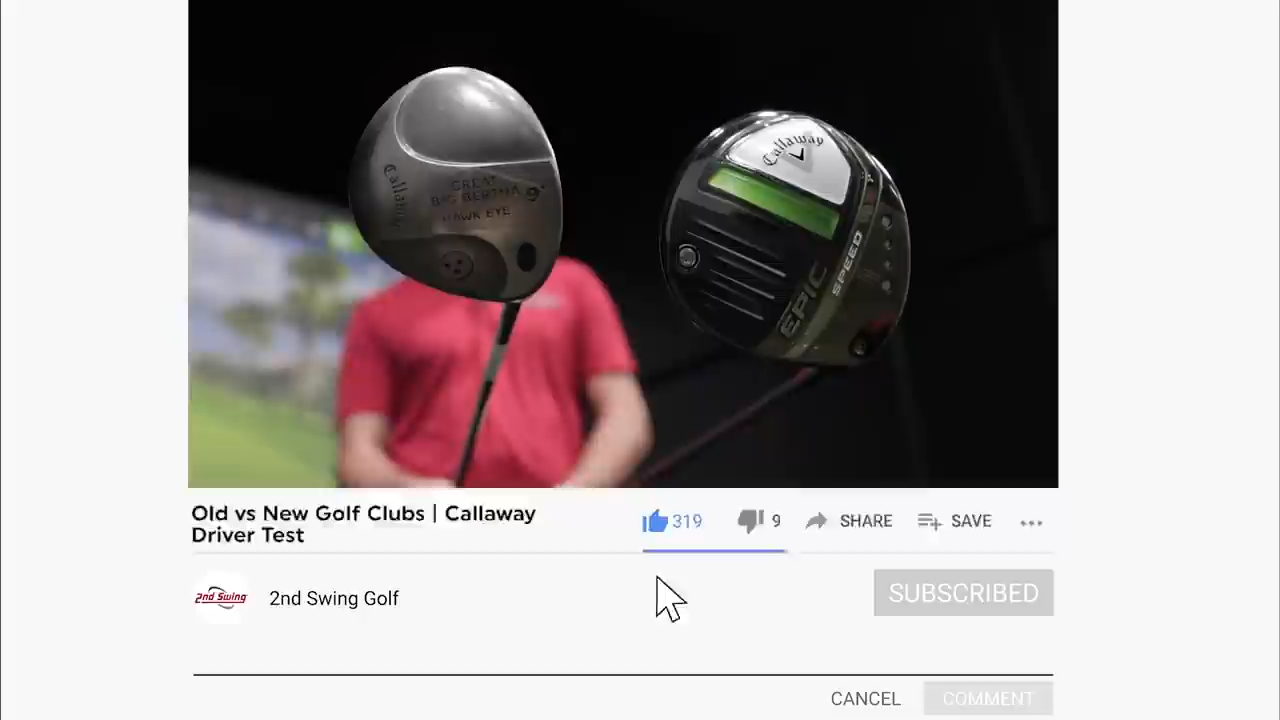 Callaway
GREAT
BIG BERTHA 9°
HAWK EYE
Callaway
EPIC
SPEED
Old vs New Golf Clubs | Callaway
Driver Test
319
9
SHARE
SAVE
2nd Swing
2nd Swing Golf
SUBSCRIBED
CANCEL
COMMENT